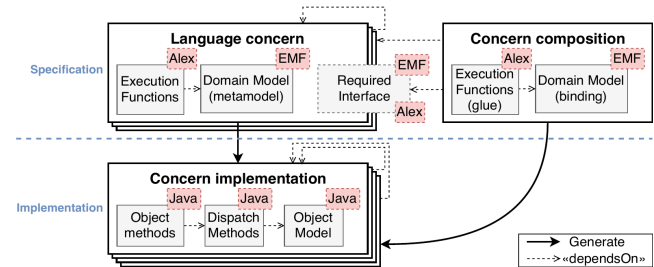 Language concern
Concern composition
Specification
Alex
EMF
Execution
Functions
Domain Model
(metamodel)
EMF
Required
Interface
Alex
Alex
EMF
Execution
Functions
(glue)
Domain Model
(binding)
Concern implementation
Implementation
Java
Java
Java
Object
methods
Dispatch
Methods
Object
Model
Generate
«dependsOn»